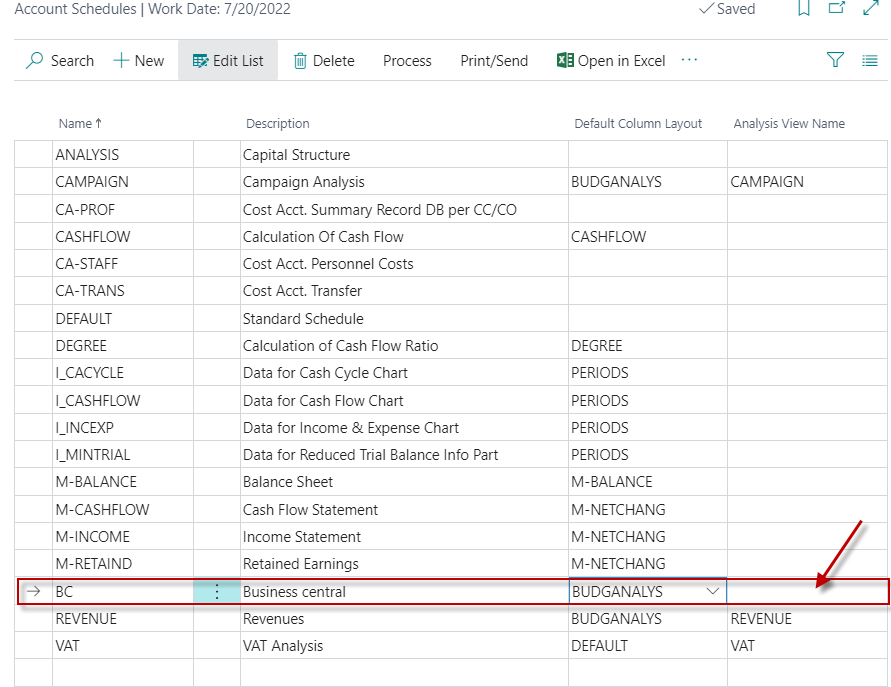 Account Schedules | Work Date: 7/20/2022 Saved
Search New Edit List Delete Process Print/Send Open in Excel ...
Name ↑ Description Default Column Layout Analysis View Name
ANALYSIS Capital Structure
CAMPAIGN Campaign Analysis BUDGANALYS CAMPAIGN
CA-PROF Cost Acct. Summary Record DB per CC/CO
CASHFLOW Calculation Of Cash Flow CASHFLOW
CA-STAFF Cost Acct. Personnel Costs
CA-TRANS Cost Acct. Transfer
DEFAULT Standard Schedule
DEGREE Calculation of Cash Flow Ratio DEGREE
I_CACYCLE Data for Cash Cycle Chart PERIODS
I_CASHFLOW Data for Cash Flow Chart PERIODS
I_INCEXP Data for Income & Expense Chart PERIODS
I_MINTRIAL Data for Reduced Trial Balance Info Part PERIODS
M-BALANCE Balance Sheet M-BALANCE
M-CASHFLOW Cash Flow Statement M-NETCHANG
M-INCOME Income Statement M-NETCHANG
M-RETAIND Retained Earnings M-NETCHANG
BC Business central BUDGANALYS
REVENUE Revenues BUDGANALYS REVENUE
VAT VAT Analysis DEFAULT VAT